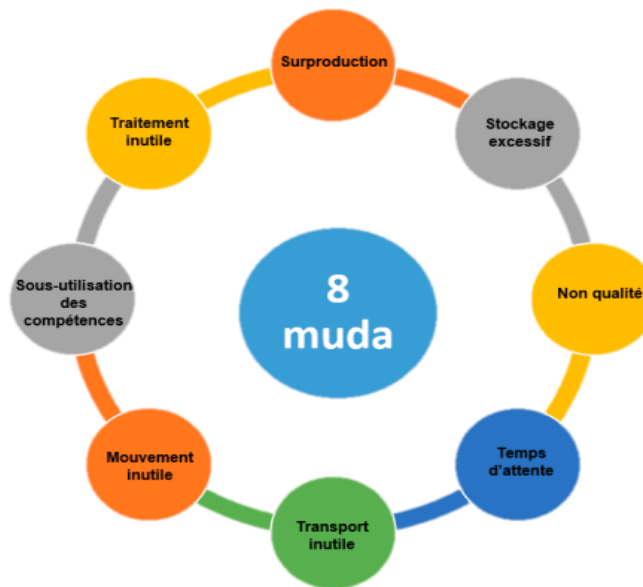 Surproduction
Stockage
excessif
Non qualité
Temps
d'attente
Transport
inutile
Mouvement
inutile
Sous-utilisation
des
compétences
Traitement
inutile
8
muda